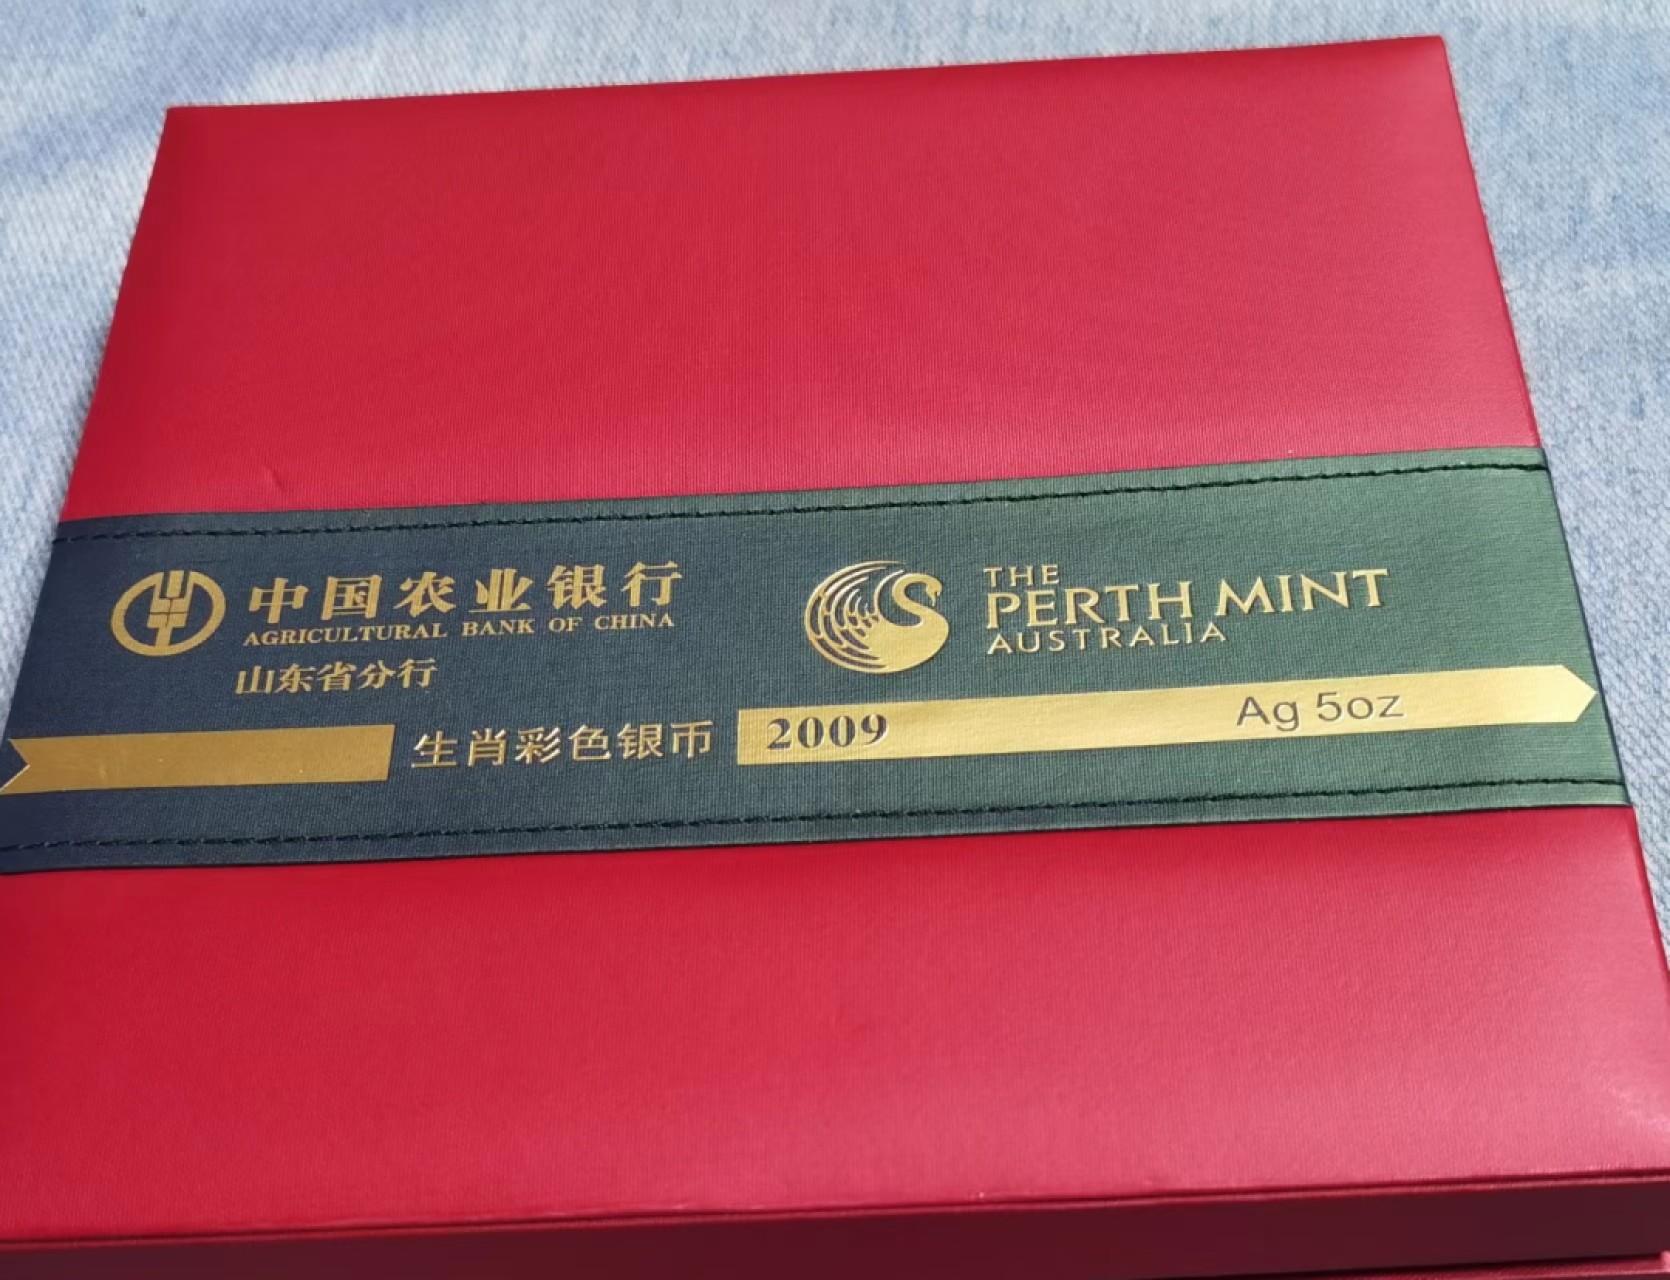 中国农业银行
AGRICULTURAL BANK OF CHINA
山东省分行
THE
PERTH MINT
AUSTRALIA
生肖彩色银币
2009
Ag 5oz